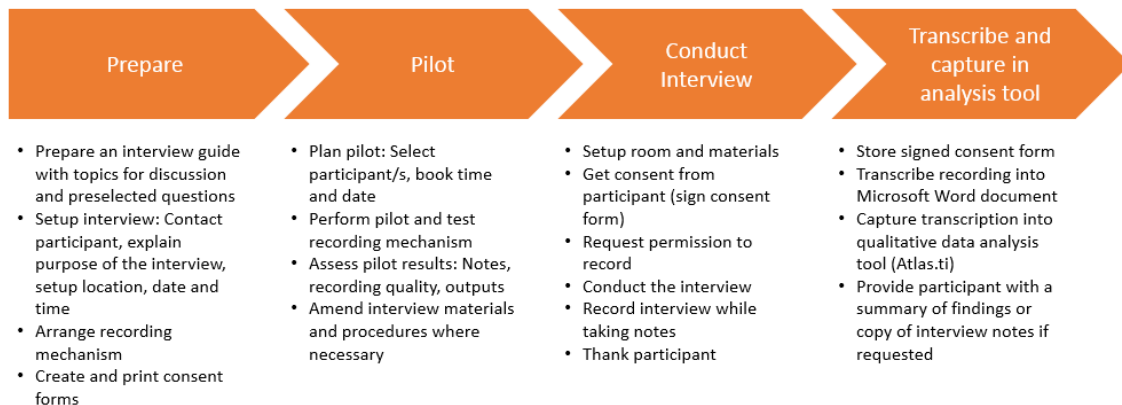 Prepare
• Prepare an interview guide
with topics for discussion
and preselected questions
• Setup interview: Contact
participant, explain
purpose of the interview,
setup location, date and
time
• Arrange recording
mechanism
• Create and print consent
forms
Pilot
• Plan pilot: Select
participant/s, book time
and date
• Perform pilot and test
recording mechanism
• Assess pilot results: Notes,
recording quality, outputs
• Amend interview materials
and procedures where
necessary
Conduct
Interview
• Setup room and materials
• Get consent from
participant (sign consent
form)
• Request permission to
record
• Conduct the interview
• Record interview while
taking notes
• Thank participant
Transcribe and
capture in
analysis tool
• Store signed consent form
• Transcribe recording into
Microsoft Word document
• Capture transcription into
qualitative data analysis
tool (Atlas.ti)
• Provide participant with a
summary of findings or
copy of interview notes if
requested